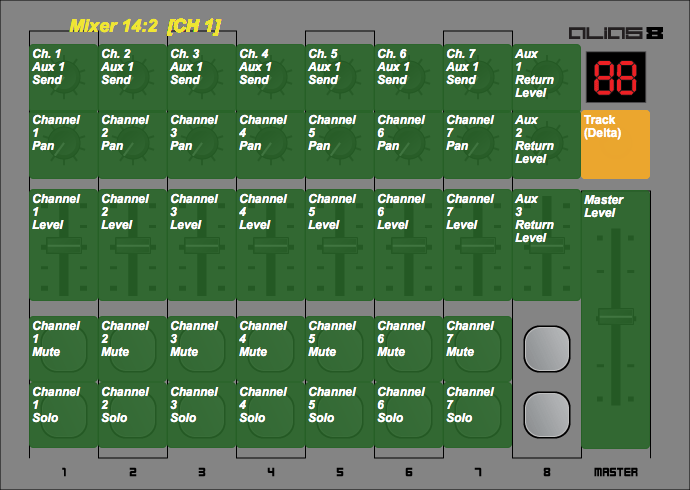 Mixer 14:2 [CH 1]
alias 8
Ch. 1 Ch. 2 Ch. 3 Ch. 4 Ch. 5 Ch. 6 Ch. 7 Aux
Aux 1 Aux 1 Aux 1 Aux 1 Aux 1 Aux 1 Aux 1 1
Send Send Send Send Send Send Send Return
Level
88
Channel Channel Channel Channel Channel Channel Channel Aux Track
1 2 3 4 5 6 7 2 (Delta)
Pan Pan Pan Pan Pan Pan Pan Return
Level
Channel Channel Channel Channel Channel Channel Channel Aux Master
1 2 3 4 5 6 7 3 Level
Level Level Level Level Level Level Level Return
Level
Channel Channel Channel Channel Channel Channel Channel
1 2 3 4 5 6 7
Mute Mute Mute Mute Mute Mute Mute
Channel Channel Channel Channel Channel Channel Channel
1 2 3 4 5 6 7
Solo Solo Solo Solo Solo Solo Solo
1 2 3 4 5 6 7 8 MASTER